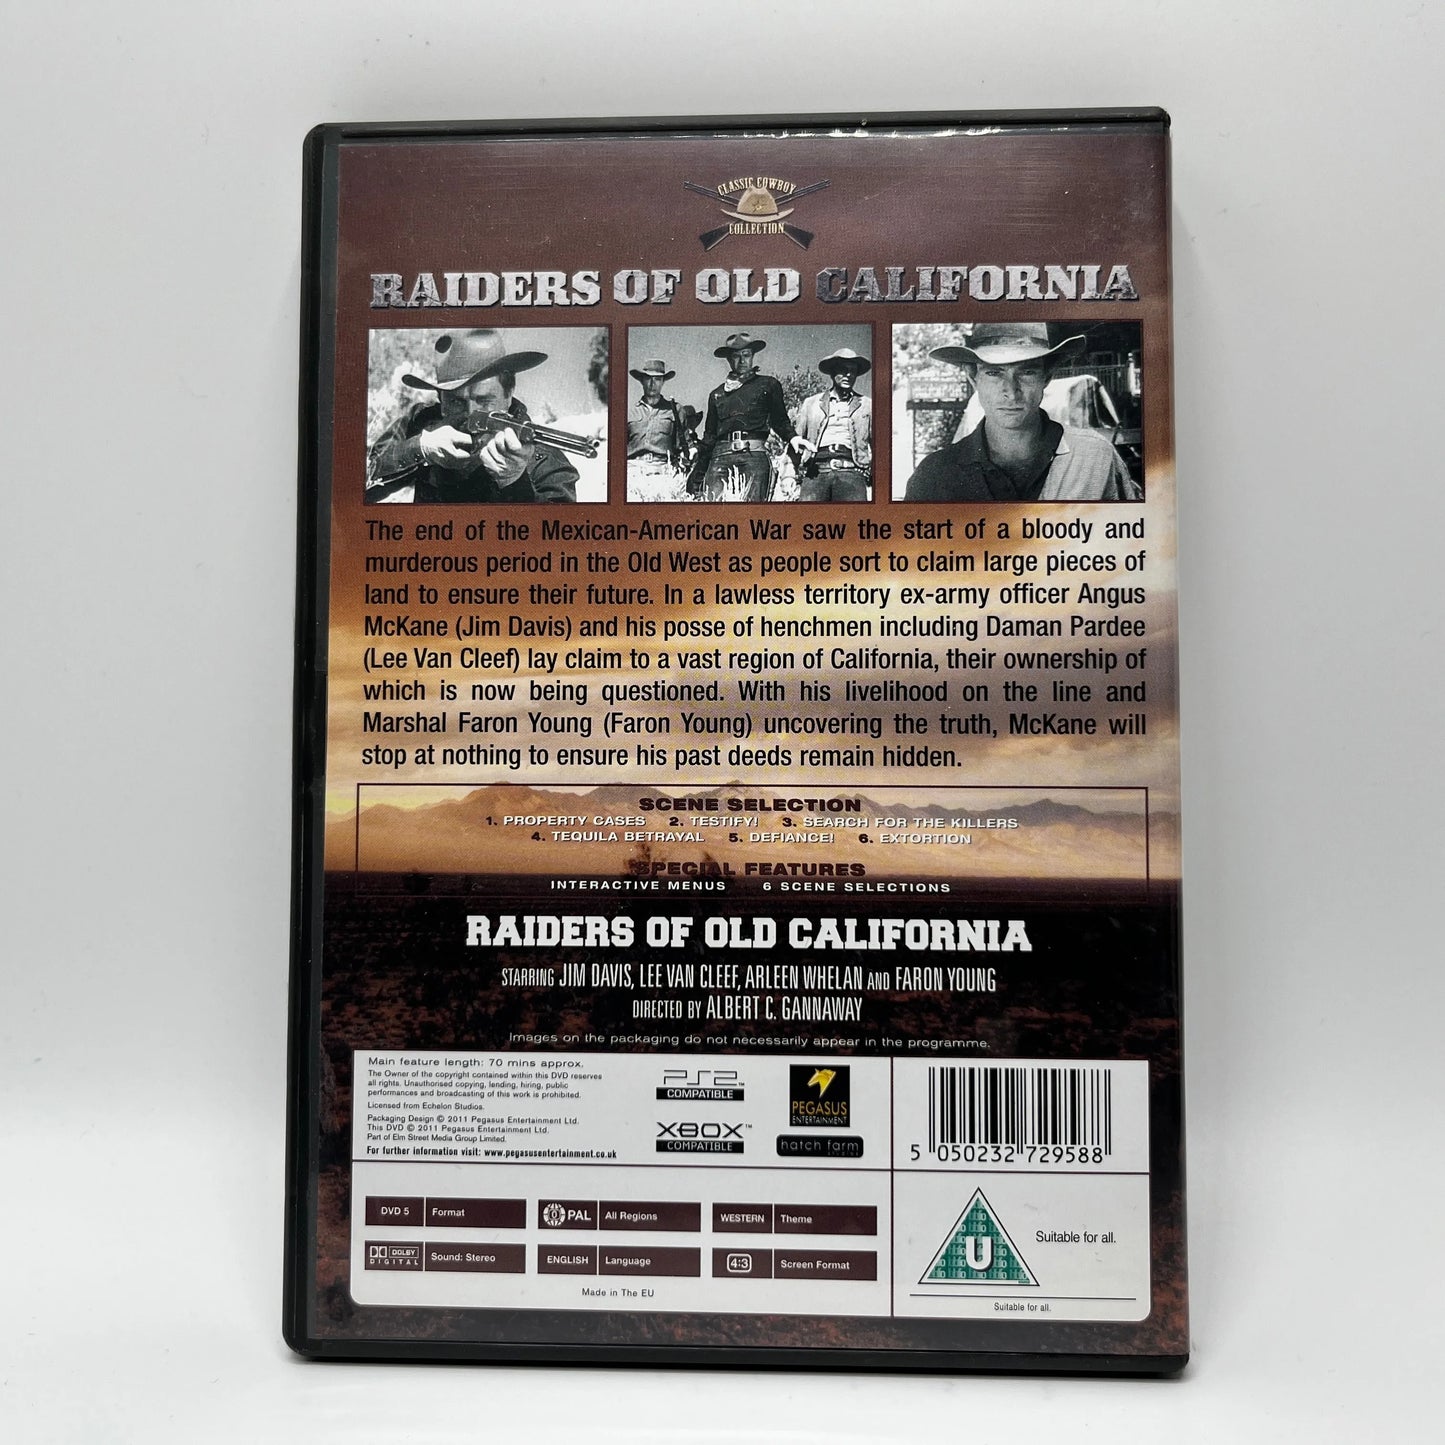 CLASSIC COWBOY
COLLECTION
RAIDERS OF OLD CALIFORNIA
The end of the Mexican-American War saw the start of a bloody and
murderous period in the Old West as people sort to claim large pieces of
land to ensure their future. In a lawless territory ex-army officer Angus
McKane (Jim Davis) and his posse of henchmen including Daman Pardee
(Lee Van Cleef) lay claim to a vast region of California, their ownership of
which is now being questioned. With his livelihood on the line and
Marshal Faron Young (Faron Young) uncovering the truth, McKane will
stop at nothing to ensure his past deeds remain hidden.
SCENE SELECTION
1. PROPERTY CASES 2. TESTIFY! 3. SEARCH FOR THE KILLERS
4. TEQUILA BETRAYAL 5. DEFIANCE! 6. EXTORTION
SPECIAL FEATURES
INTERACTIVE MENUS 6 SCENE SELECTIONS
RAIDERS OF OLD CALIFORNIA
STARRING JIM DAVIS, LEE VAN CLEEF, ARLEEN WHELAN AND FARON YOUNG
DIRECTED BY ALBERT C. GANNAWAY
Images on the packaging do not necessarily appear in the programme.
Main feature length: 70 mins approx.
The Owner of the copyright contained within this DVD reserves
all rights. Unauthorised copying, lending, hiring, public
performances and broadcasting of this work is prohibited.
Licensed from Echelon Studios.
Packaging Design © 2011 Pegasus Entertainment Ltd.
This DVD © 2011 Pegasus Entertainment Ltd.
Part of Elm Street Media Group Limited.
For further information visit: www.pegasusentertainment.co.uk
PS2™
COMPATIBLE
XBOX™
COMPATIBLE
PEGASUS
ENTERTAINMENT
hatch farm
STUDIOS
5 050232 729588
DVD 5 Format
PAL All Regions
WESTERN Theme
DOLBY
DIGITAL
Sound: Stereo
ENGLISH Language
4:3 Screen Format
Made in The EU
U
Suitable for all.
Suitable for all.